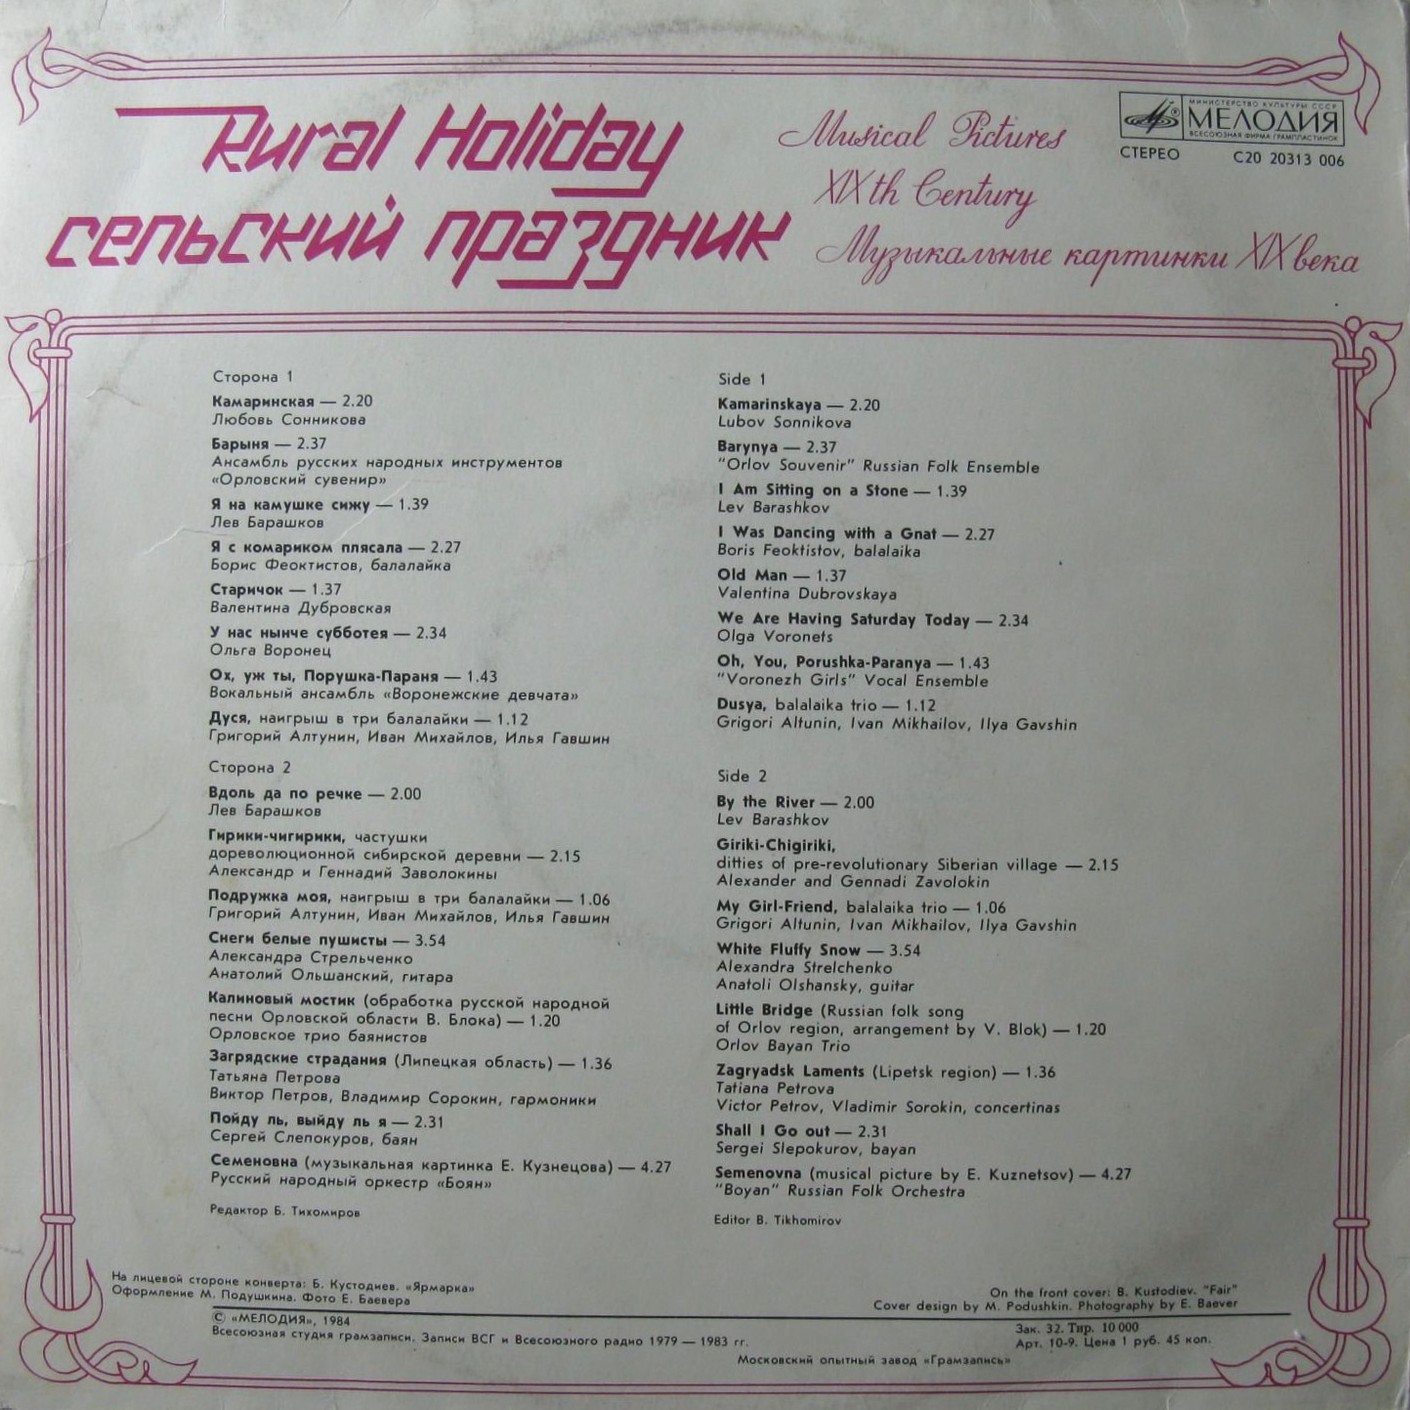 Rural Holiday
сельский праздник
Musical Pictures
XIXth Century
Музыкальные картинки XIX века
МИНИСТЕРСТВО КУЛЬТУРЫ СССР
МЕЛОДИЯ
ВСЕСОЮЗНАЯ ФИРМА ГРАМПЛАСТИНОК
СТЕРЕО С20 20313 006
Сторона 1
Камаринская — 2.20
Любовь Сонникова
Барыня — 2.37
Ансамбль русских народных инструментов
«Орловский сувенир»
Я на камушке сижу — 1.39
Лев Барашков
Я с комариком плясала — 2.27
Борис Феоктистов, балалайка
Старичок — 1.37
Валентина Дубровская
У нас нынче субботея — 2.34
Ольга Воронец
Ох, уж ты, Порушка-Параня — 1.43
Вокальный ансамбль «Воронежские девчата»
Дуся, наигрыш в три балалайки — 1.12
Григорий Алтунин, Иван Михайлов, Илья Гавшин
Сторона 2
Вдоль да по речке — 2.00
Лев Барашков
Гирики-чигирики, частушки
дореволюционной сибирской деревни — 2.15
Александр и Геннадий Заволокины
Подружка моя, наигрыш в три балалайки — 1.06
Григорий Алтунин, Иван Михайлов, Илья Гавшин
Снеги белые пушисты — 3.54
Александра Стрельченко
Анатолий Ольшанский, гитара
Калиновый мостик (обработка русской народной
песни Орловской области В. Блока) — 1.20
Орловское трио баянистов
Загрядские страдания (Липецкая область) — 1.36
Татьяна Петрова
Виктор Петров, Владимир Сорокин, гармоники
Пойду ль, выйду ль я — 2.31
Сергей Слепокуров, баян
Семеновна (музыкальная картинка Е. Кузнецова) — 4.27
Русский народный оркестр «Боян»
Редактор Б. Тихомиров
Side 1
Kamarinskaya — 2.20
Lubov Sonnikova
Barynya — 2.37
"Orlov Souvenir" Russian Folk Ensemble
I Am Sitting on a Stone — 1.39
Lev Barashkov
I Was Dancing with a Gnat — 2.27
Boris Feoktistov, balalaika
Old Man — 1.37
Valentina Dubrovskaya
We Are Having Saturday Today — 2.34
Olga Voronets
Oh, You, Porushka-Paranya — 1.43
"Voronezh Girls" Vocal Ensemble
Dusya, balalaika trio — 1.12
Grigori Altunin, Ivan Mikhailov, Ilya Gavshin
Side 2
By the River — 2.00
Lev Barashkov
Giriki-Chigiriki,
ditties of pre-revolutionary Siberian village — 2.15
Alexander and Gennadi Zavolokin
My Girl-Friend, balalaika trio — 1.06
Grigori Altunin, Ivan Mikhailov, Ilya Gavshin
White Fluffy Snow — 3.54
Alexandra Strelchenko
Anatoli Olshansky, guitar
Little Bridge (Russian folk song
of Orlov region, arrangement by V. Blok) — 1.20
Orlov Bayan Trio
Zagryadsk Laments (Lipetsk region) — 1.36
Tatiana Petrova
Victor Petrov, Vladimir Sorokin, concertinas
Shall I Go out — 2.31
Sergei Slepokurov, bayan
Semenovna (musical picture by E. Kuznetsov) — 4.27
"Boyan" Russian Folk Orchestra
Editor B. Tikhomirov
На лицевой стороне конверта: Б. Кустодиев. «Ярмарка»
Оформление М. Подушкина. Фото Е. Баевера
On the front cover: B. Kustodiev. "Fair"
Cover design by M. Podushkin. Photography by E. Baever
© «МЕЛОДИЯ», 1984
Всесоюзная студия грамзаписи. Записи ВСГ и Всесоюзного радио 1979 — 1983 гг.
Зак. 32. Тир. 10 000
Арт. 10-9. Цена 1 руб. 45 коп.
Московский опытный завод «Грамзапись»